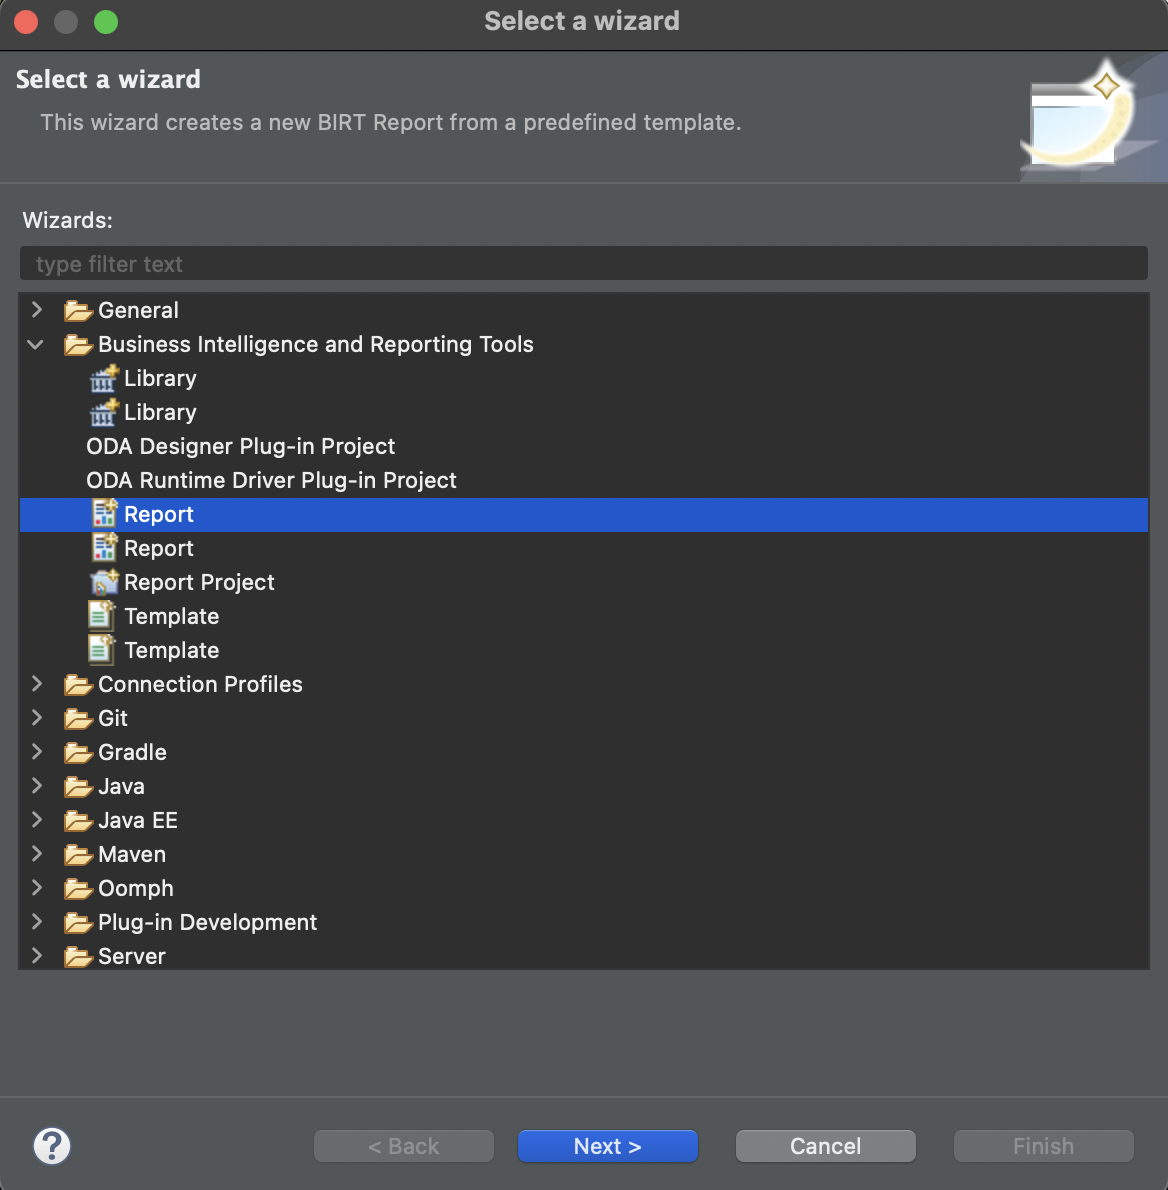 Select a wizard
Select a wizard
This wizard creates a new BIRT Report from a predefined template.
Wizards:
type filter text
General
Business Intelligence and Reporting Tools
Library
Library
ODA Designer Plug-in Project
ODA Runtime Driver Plug-in Project
Report
Report
Report Project
Template
Template
Connection Profiles
Git
Gradle
Java
Java EE
Maven
Oomph
Plug-in Development
Server
?
< Back
Next >
Cancel
Finish